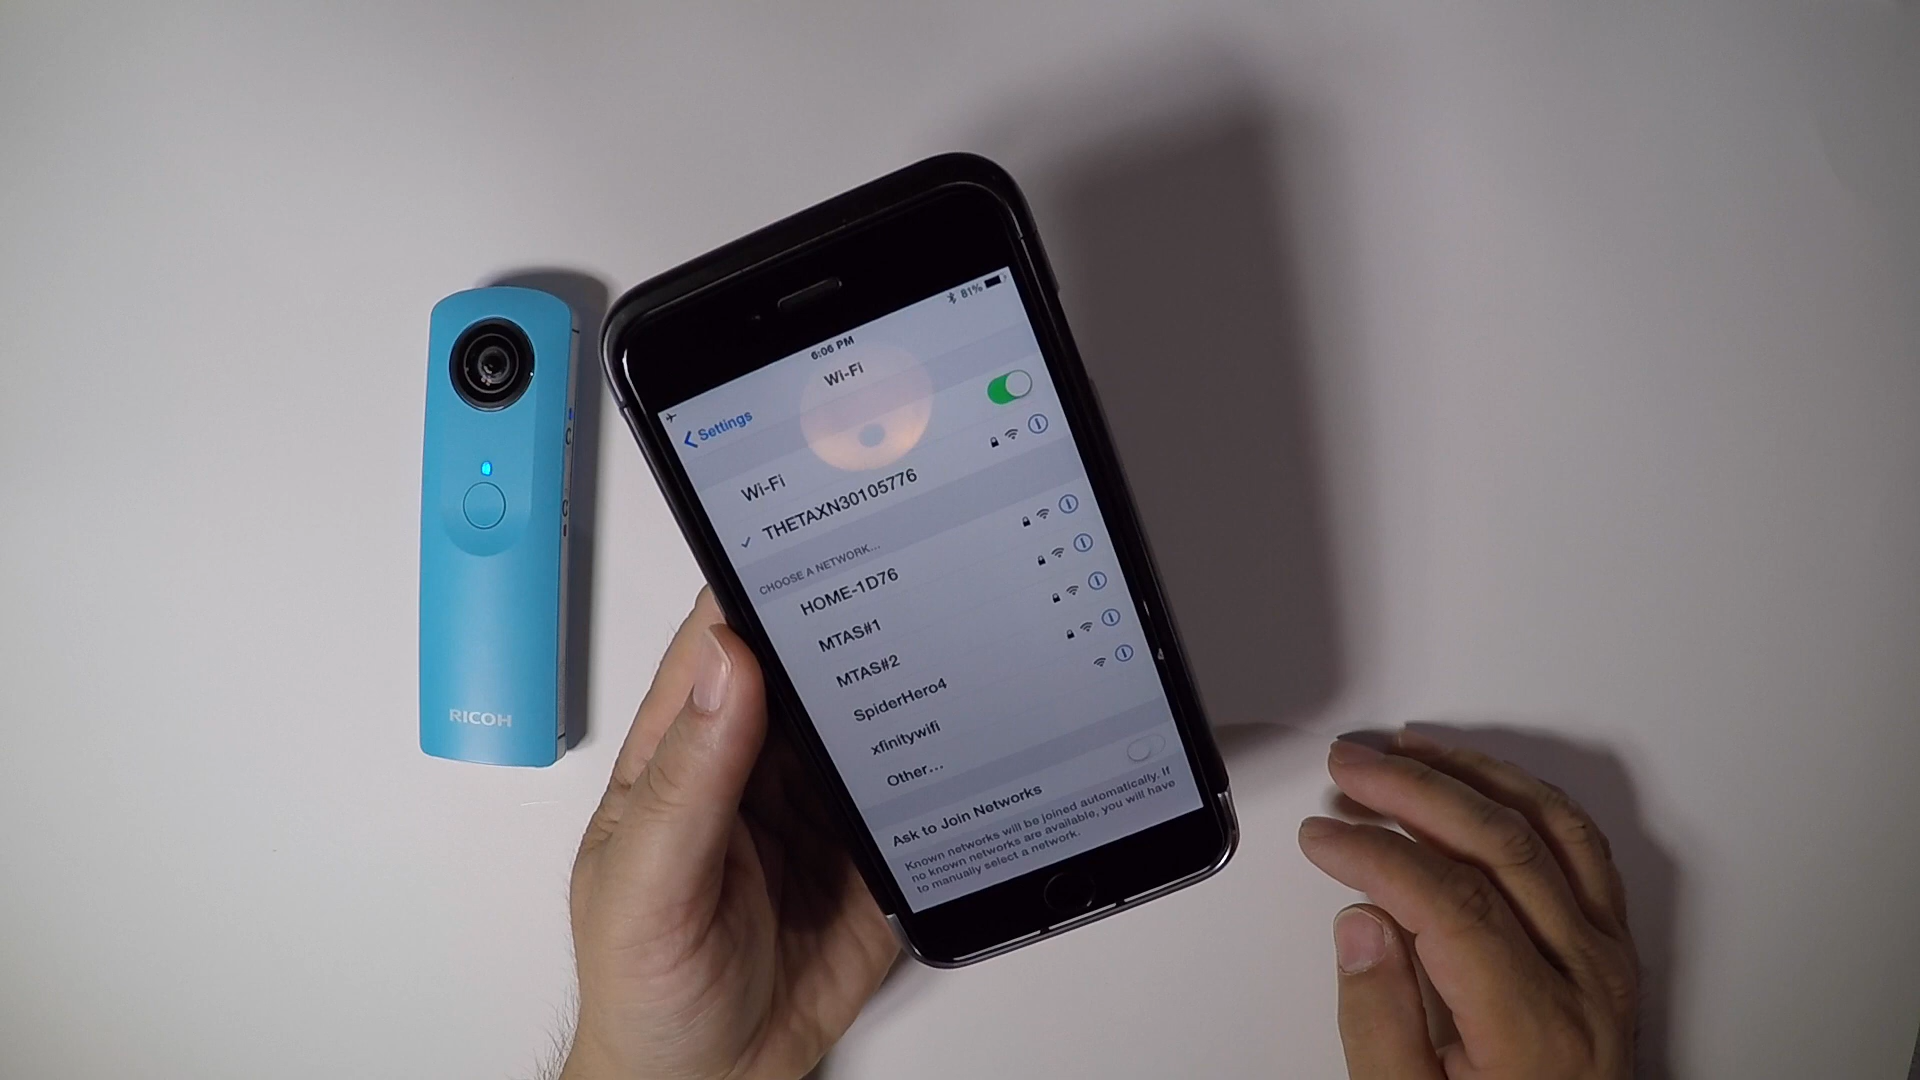 RICOH
81%
6:06 PM
Settings
Wi-Fi
Wi-Fi
THETAXN30105776
CHOOSE A NETWORK...
HOME-1D76
MTAS#1
MTAS#2
SpiderHero4
xfinitywifi
Other...
Ask to Join Networks
Known networks will be joined automatically. If
no known networks are available, you will have
to manually select a network.